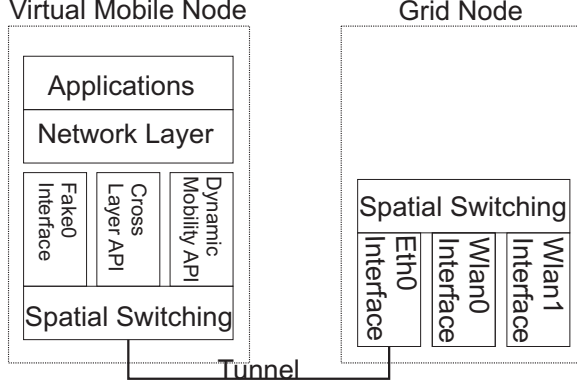 Virtual Mobile Node
Applications
Network Layer
Fake0
Interface
Cross
Layer API
Dynamic
Mobility API
Spatial Switching
Grid Node
Spatial Switching
Eth0
Interface
Wlan0
Interface
Wlan1
Interface
Tunnel